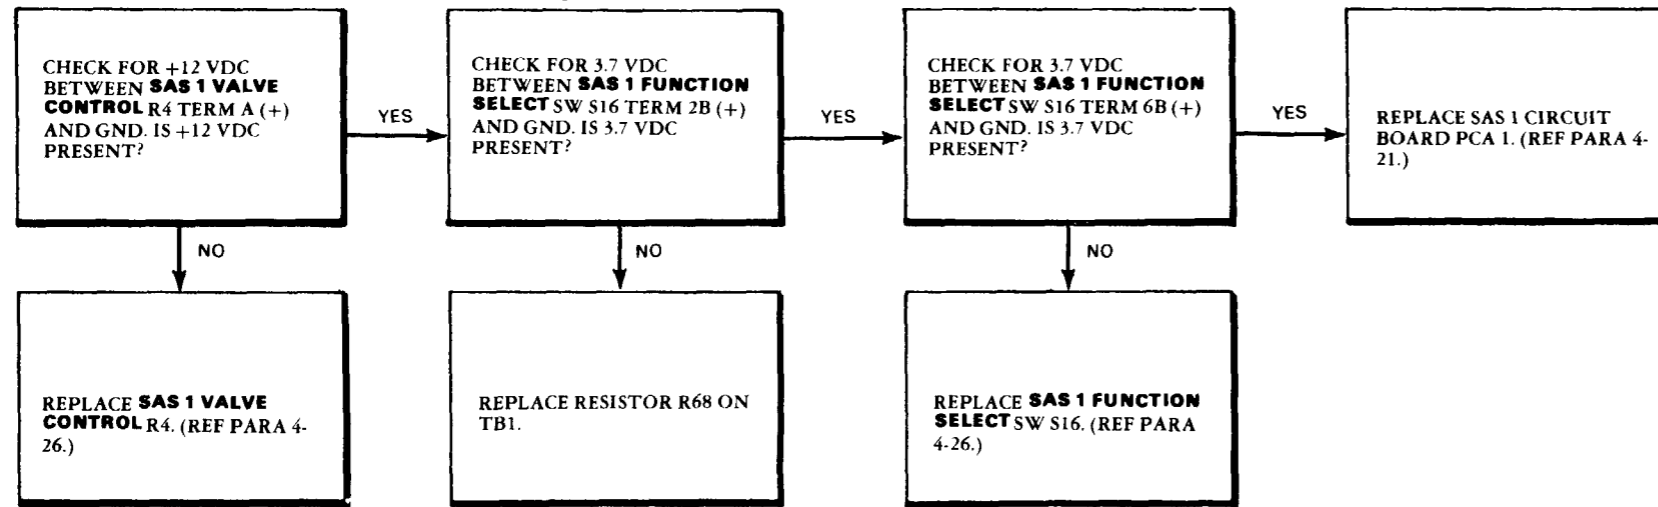 CHECK FOR +12 VDC
BETWEEN SAS 1 VALVE
CONTROL R4 TERM A (+)
AND GND. IS +12 VDC
PRESENT?
YES
CHECK FOR 3.7 VDC
BETWEEN SAS 1 FUNCTION
SELECT SW S16 TERM 2B (+)
AND GND. IS 3.7 VDC
PRESENT?
YES
CHECK FOR 3.7 VDC
BETWEEN SAS 1 FUNCTION
SELECT SW S16 TERM 6B (+)
AND GND. IS 3.7 VDC
PRESENT?
YES
REPLACE SAS 1 CIRCUIT
BOARD PCA 1. (REF PARA 4-
21.)
NO
NO
NO
REPLACE SAS 1 VALVE
CONTROL R4. (REF PARA 4-
26.)
REPLACE RESISTOR R68 ON
TB1.
REPLACE SAS 1 FUNCTION
SELECT SW S16. (REF PARA
4-26.)